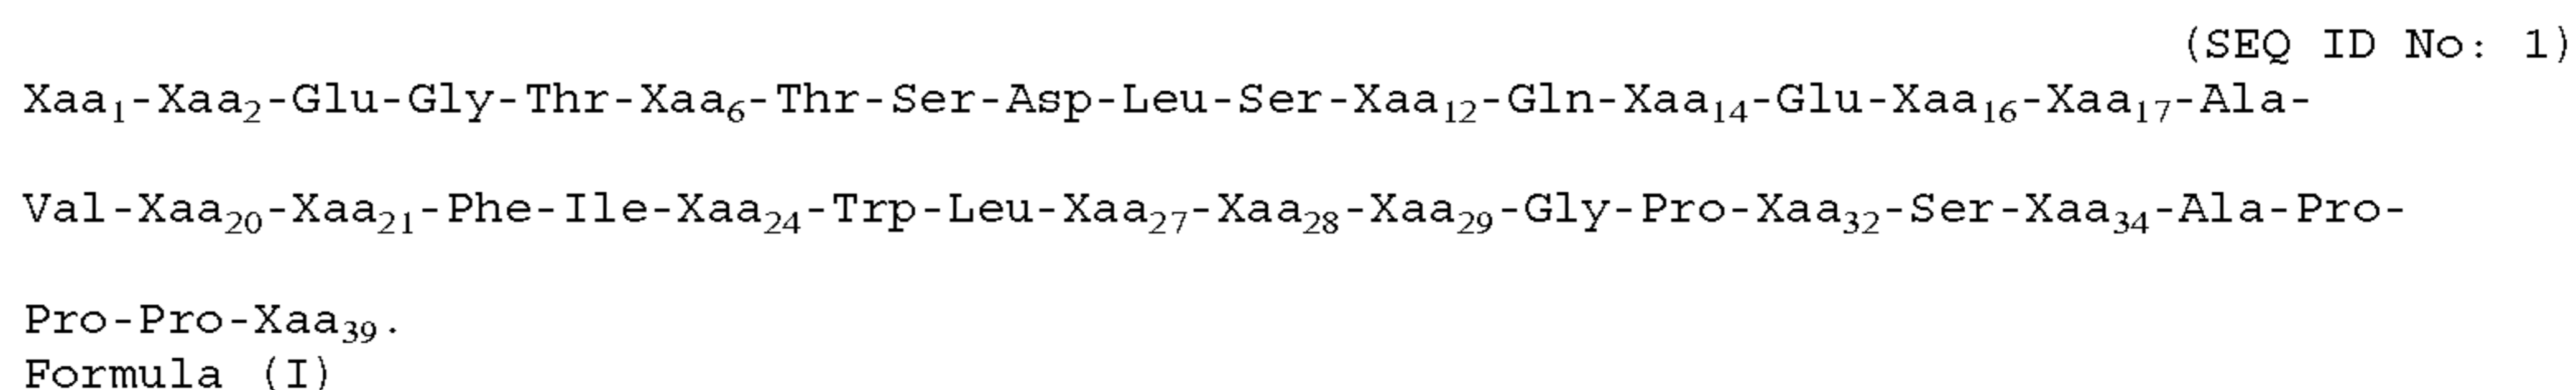 (SEQ ID No: 1)
Xaa₁-Xaa₂-Glu-Gly-Thr-Xaa₆-Thr-Ser-Asp-Leu-Ser-Xaa₁₂-Gln-Xaa₁₄-Glu-Xaa₁₆-Xaa₁₇-Ala-
Val-Xaa₂₀-Xaa₂₁-Phe-Ile-Xaa₂₄-Trp-Leu-Xaa₂₇-Xaa₂₈-Xaa₂₉-Gly-Pro-Xaa₃₂-Ser-Xaa₃₄-Ala-Pro-
Pro-Pro-Xaa₃₉.
Formula (I)